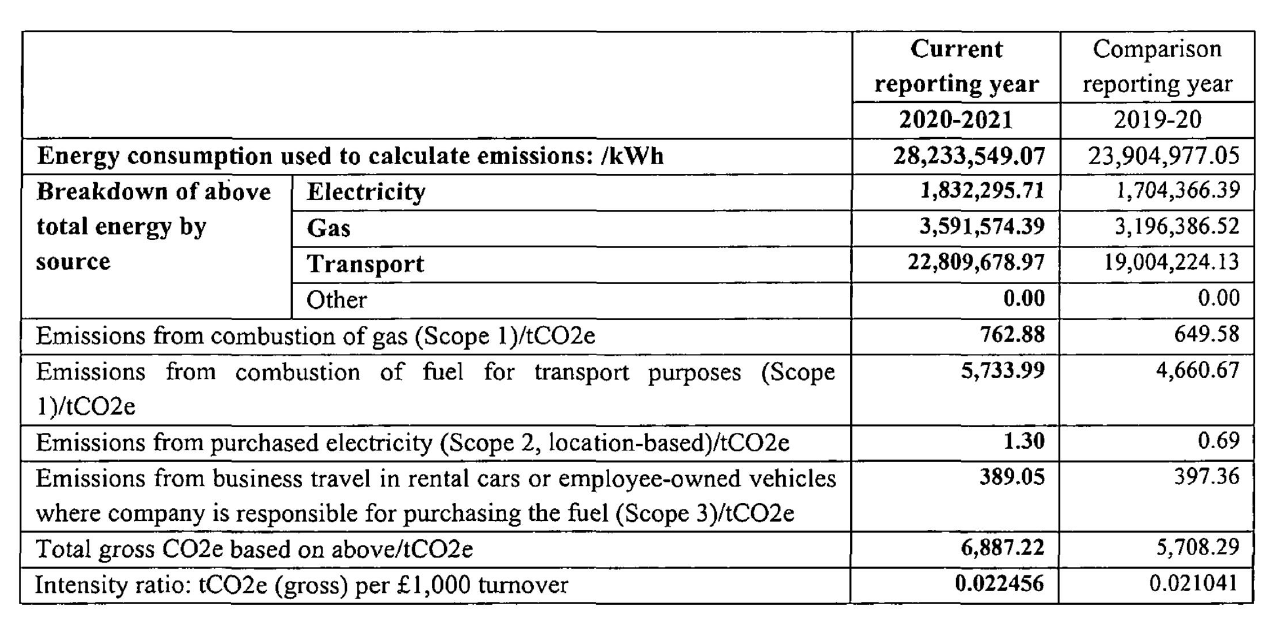 Current Comparison
reporting year reporting year
2020-2021 2019-20
Energy consumption used to calculate emissions: /kWh 28,233,549.07 23,904,977.05
Breakdown of above Electricity 1,832,295.71 1,704,366.39
total energy by Gas 3,591,574.39 3,196,386.52
source Transport 22,809,678.97 19,004,224.13
Other 0.00 0.00
Emissions from combustion of gas (Scope 1)/tCO2e 762.88 649.58
Emissions from combustion of fuel for transport purposes (Scope 5,733.99 4,660.67
1)/tCO2e
Emissions from purchased electricity (Scope 2, location-based)/tCO2e 1.30 0.69
Emissions from business travel in rental cars or employee-owned vehicles 389.05 397.36
where company is responsible for purchasing the fuel (Scope 3)/tCO2e
Total gross CO2e based on above/tCO2e 6,887.22 5,708.29
Intensity ratio: tCO2e (gross) per £1,000 turnover 0.022456 0.021041